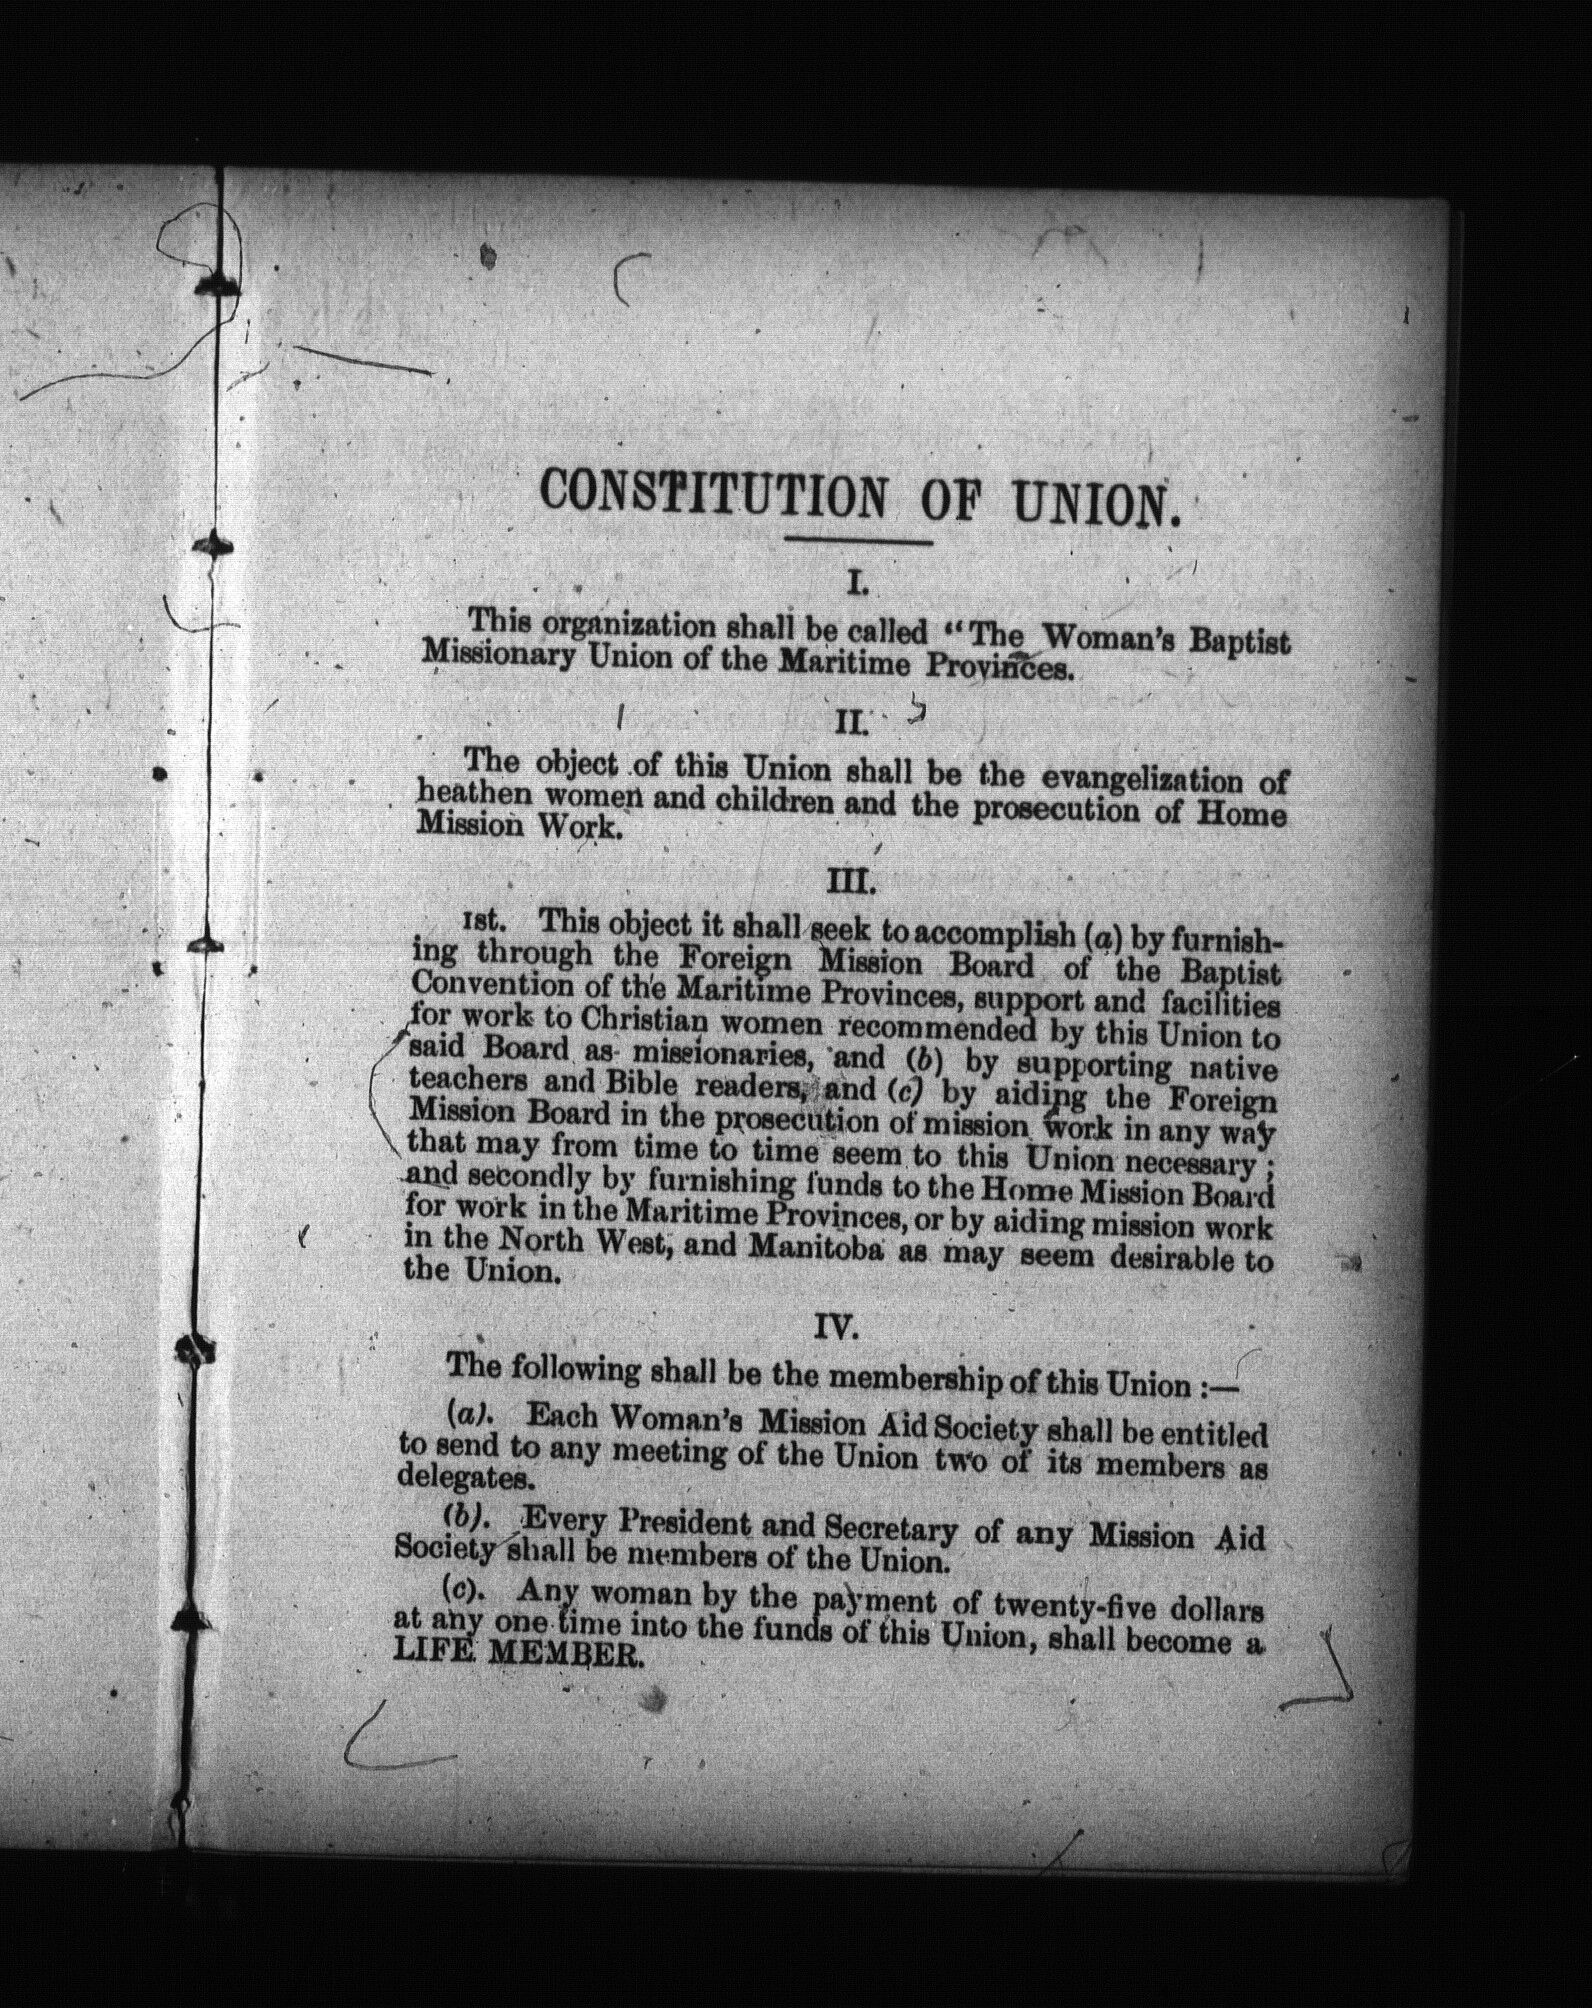 CONSTITUTION OF UNION.
I.
This organization shall be called "The Woman's Baptist
Missionary Union of the Maritime Provinces.
II.
The object of this Union shall be the evangelization of
heathen women and children and the prosecution of Home
Mission Work.
III.
1st. This object it shall seek to accomplish (a) by furnish-
ing through the Foreign Mission Board of the Baptist
Convention of the Maritime Provinces, support and facilities
for work to Christian women recommended by this Union to
said Board as missionaries, and (b) by supporting native
teachers and Bible readers, and (c) by aiding the Foreign
Mission Board in the prosecution of mission work in any way
that may from time to time seem to this Union necessary ;
and secondly by furnishing funds to the Home Mission Board
for work in the Maritime Provinces, or by aiding mission work
in the North West, and Manitoba as may seem desirable to
the Union.
IV.
The following shall be the membership of this Union :—
(a). Each Woman's Mission Aid Society shall be entitled
to send to any meeting of the Union two of its members as
delegates.
(b). Every President and Secretary of any Mission Aid
Society shall be members of the Union.
(c). Any woman by the payment of twenty-five dollars
at any one time into the funds of this Union, shall become a
LIFE MEMBER.